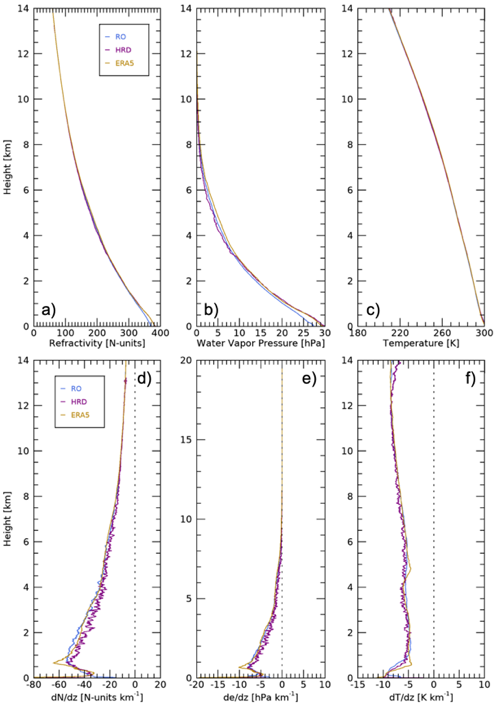 14
12
10
8
6
4
2
0
Height [km]
RO
HRD
ERA5
a)
0 100 200 300 400
Refractivity [N-units]
14
12
10
8
6
4
2
0
b)
0 5 10 15 20 25 30
Water Vapor Pressure [hPa]
14
12
10
8
6
4
2
0
c)
180 220 260 300
Temperature [K]
14
12
10
8
6
4
2
0
Height [km]
RO
HRD
ERA5
d)
-80 -60 -40 -20 0 20
dN/dz [N-units km-1]
20
15
10
5
0
e)
-20 -15 -10 -5 0 5 10
de/dz [hPa km-1]
14
12
10
8
6
4
2
0
f)
-15 -10 -5 0 5 10
dT/dz [K km-1]